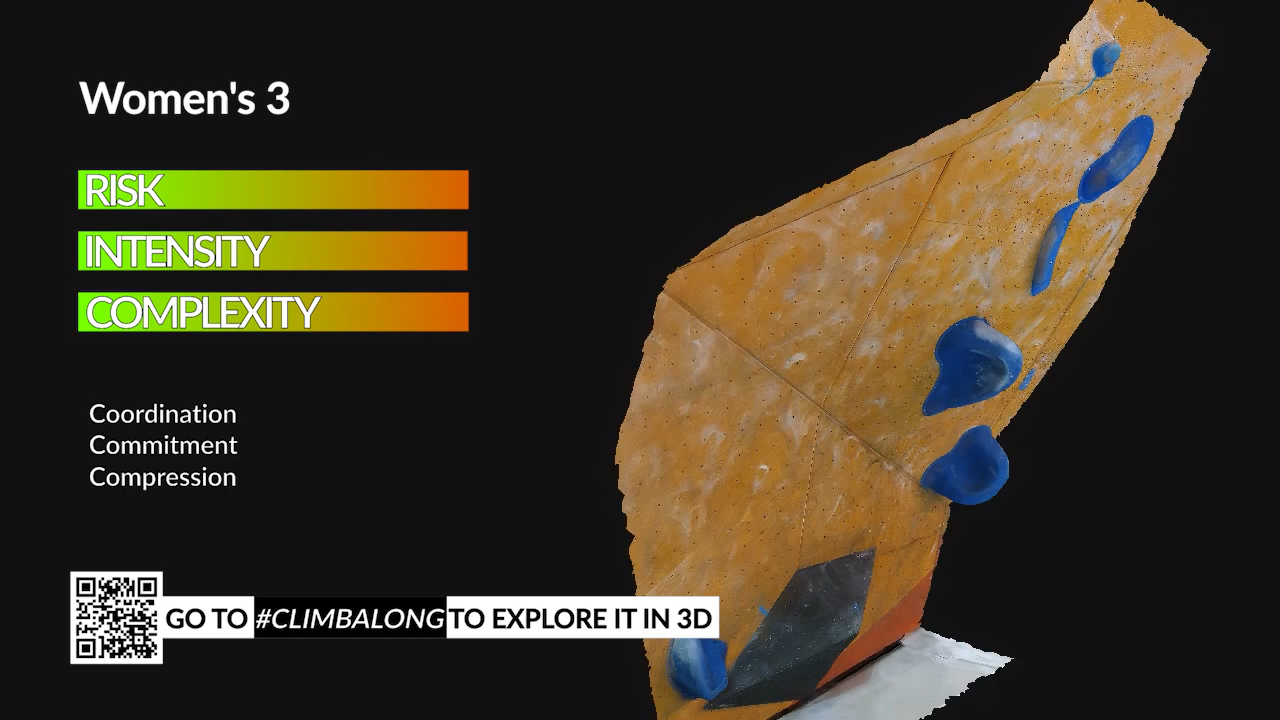 Women's 3
RISK
INTENSITY
COMPLEXITY
Coordination
Commitment
Compression
GO TO #CLIMBALONG TO EXPLORE IT IN 3D